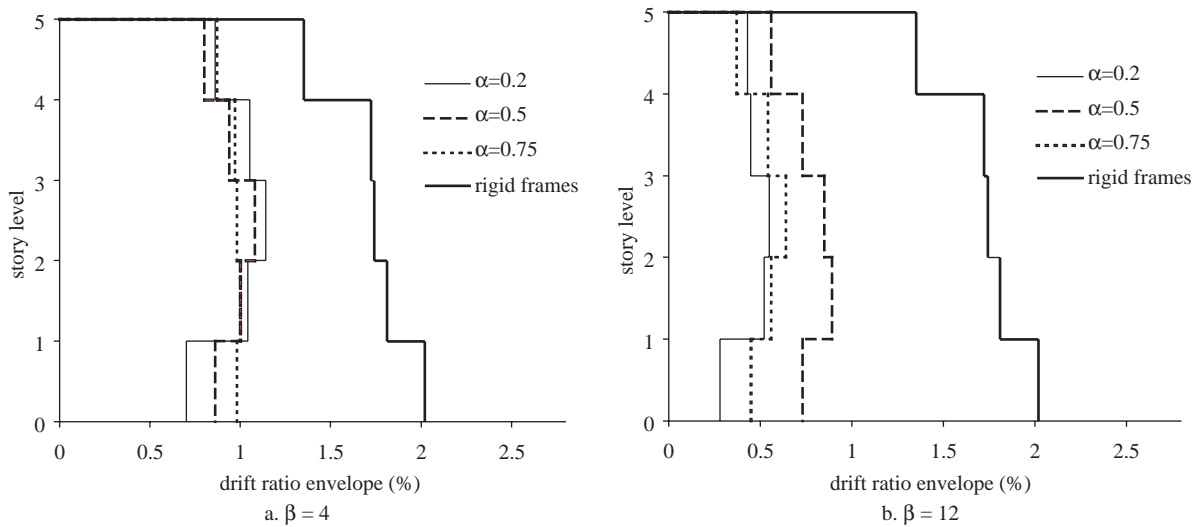 5
4
3
2
1
0
story level
0
0.5
1
1.5
2
2.5
drift ratio envelope (%)
a. β = 4
α=0.2
α=0.5
α=0.75
rigid frames
5
4
3
2
1
0
story level
0
0.5
1
1.5
2
2.5
drift ratio envelope (%)
b. β = 12
α=0.2
α=0.5
α=0.75
rigid frames